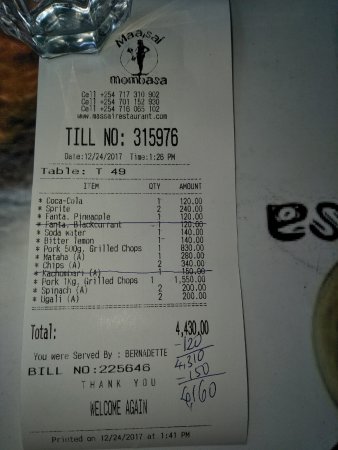 Maasai
Mombasa
Cell +254 717 310 902
Cell +254 701 152 930
Cell +254 716 065 102
www.massairestaurant.com
TILL NO: 315976
Date:12/24/2017 Time:1:26 PM
Table: T 49
ITEM QTY AMOUNT
* Coca-Cola 1 120.00
* Sprite 2 240.00
* Fanta. Pineapple 1 120.00
* Fanta. Blackcurrant 1 120.00
* Soda water 1 140.00
* Bitter lemon 1 140.00
* Pork 500g. Grilled Chops 1 830.00
* Mataha (A) 1 280.00
* Chips (A) 2 340.00
* Kachumbari (A) 1 150.00
* Pork 1kg. Grilled Chops 1 1,550.00
* Spinach (A) 2 200.00
* Ugali (A) 2 200.00
Total: 4,430.00
-120
4,310
-150
4,160
You were Served By : BERNADETTE
BILL NO:225646
THANK YOU
WELCOME AGAIN
Printed on 12/24/2017 at 1:41 PM